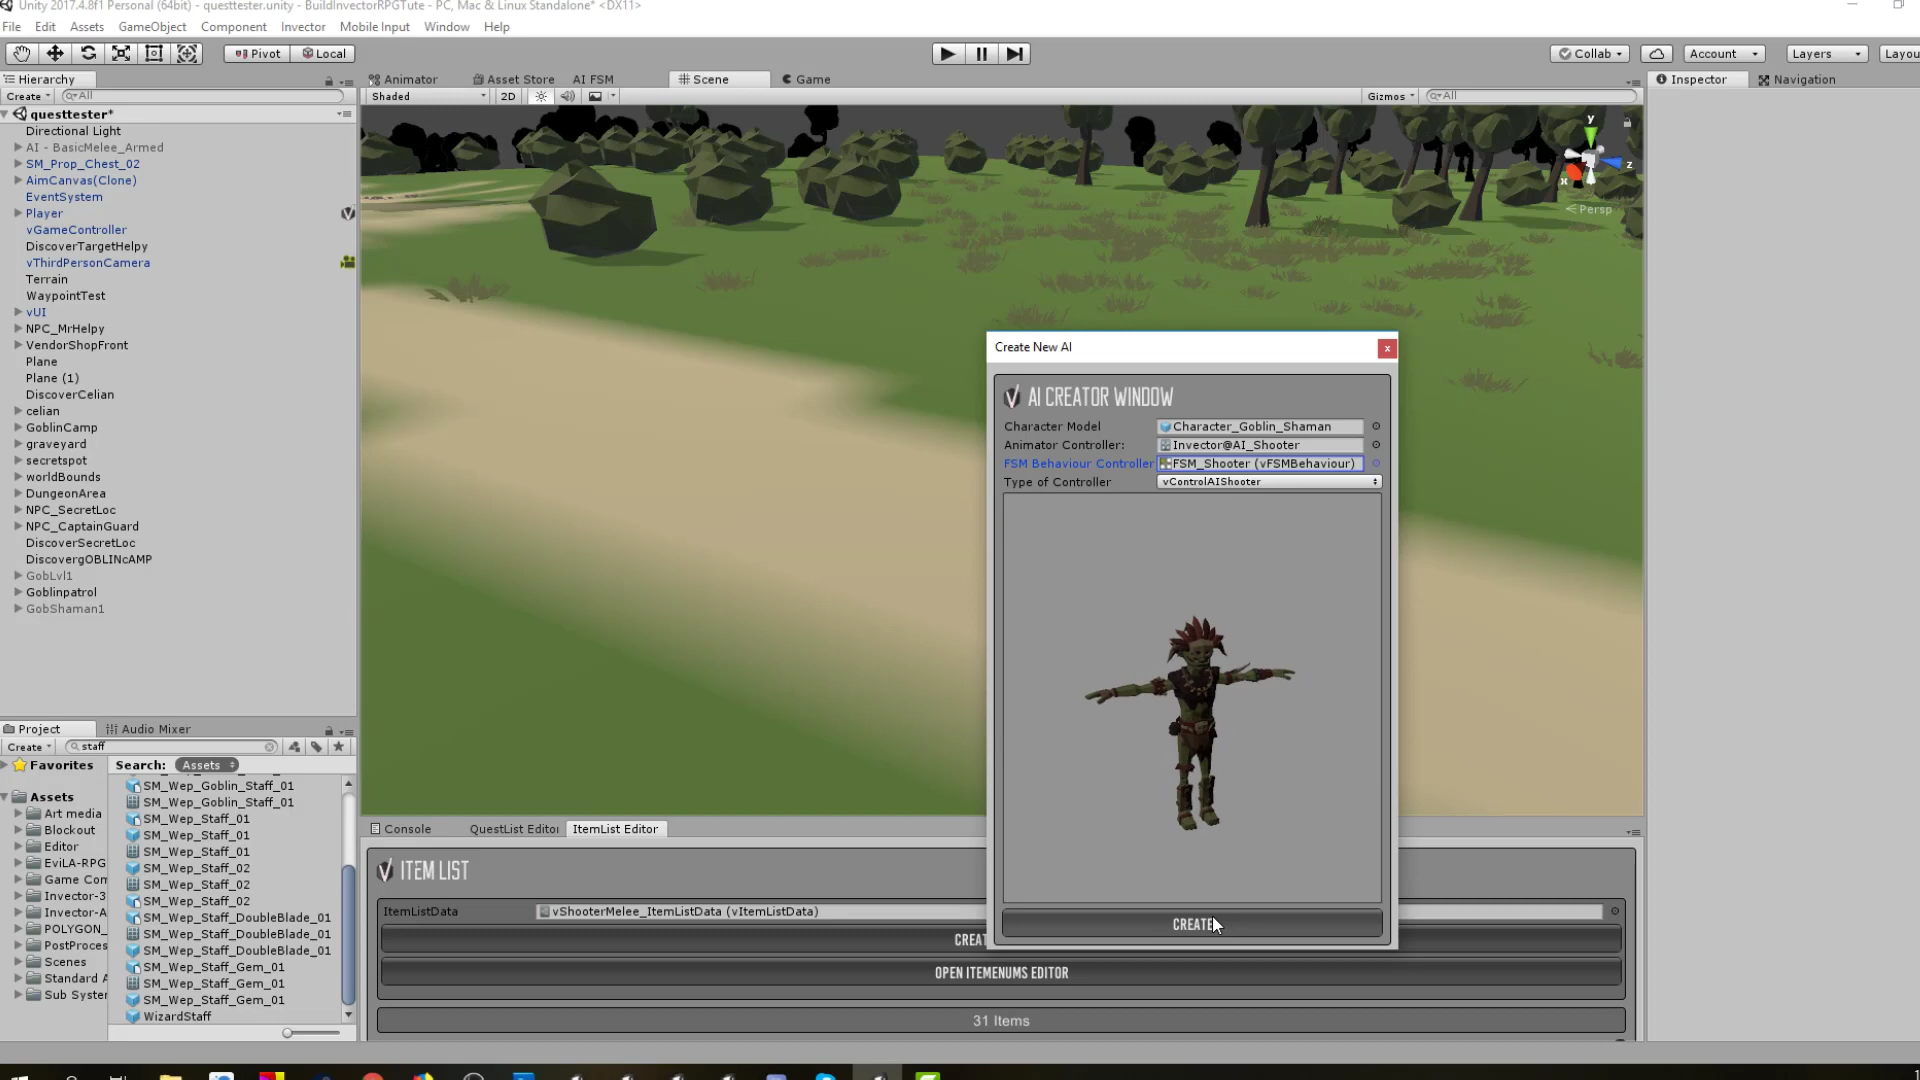 Unity 2017.4.8f1 Personal (64bit) - questtester.unity - BuildInvectorRPGTute - PC, Mac & Linux Standalone* <DX11>
File Edit Assets GameObject Component Invector Mobile Input Window Help
Pivot Local Collab Account Layers Layou
Hierarchy Animator Asset Store AI FSM Scene Game Inspector Navigation
Create All Shaded 2D Gizmos All
questtester*
Directional Light
AI - BasicMelee_Armed
SM_Prop_Chest_02
AimCanvas(Clone)
EventSystem
Player
vGameController
DiscoverTargetHelpy
vThirdPersonCamera
Terrain
WaypointTest
vUI
NPC_MrHelpy
VendorShopFront
Plane
Plane (1)
DiscoverCelian
celian
GoblinCamp
graveyard
secretspot
worldBounds
DungeonArea
NPC_SecretLoc
NPC_CaptainGuard
DiscoverSecretLoc
DiscovergOBLINcAMP
GobLvl1
Goblinpatrol
GobShaman1
y
z
x
Persp
Create New AI
x
AI CREATOR WINDOW
Character Model Character_Goblin_Shaman
Animator Controller: Invector@AI_Shooter
FSM Behaviour Controller FSM_Shooter (vFSMBehaviour)
Type of Controller vControlAIShooter
CREATE
Project Audio Mixer
Create staff
Favorites
Assets
Art media
Blockout
Editor
EviLA-RPG
Game Com
Invector-3
Invector-A
POLYGON_
PostProces
Scenes
Standard A
Sub Syster
Search: Assets
SM_Wep_Goblin_Staff_01
SM_Wep_Goblin_Staff_01
SM_Wep_Staff_01
SM_Wep_Staff_01
SM_Wep_Staff_01
SM_Wep_Staff_02
SM_Wep_Staff_02
SM_Wep_Staff_02
SM_Wep_Staff_DoubleBlade_01
SM_Wep_Staff_DoubleBlade_01
SM_Wep_Staff_DoubleBlade_01
SM_Wep_Staff_Gem_01
SM_Wep_Staff_Gem_01
SM_Wep_Staff_Gem_01
WizardStaff
Console QuestList Editor ItemList Editor
ITEM LIST
ItemListData vShooterMelee_ItemListData (vItemListData)
CREAT
OPEN ITEMENUMS EDITOR
31 Items